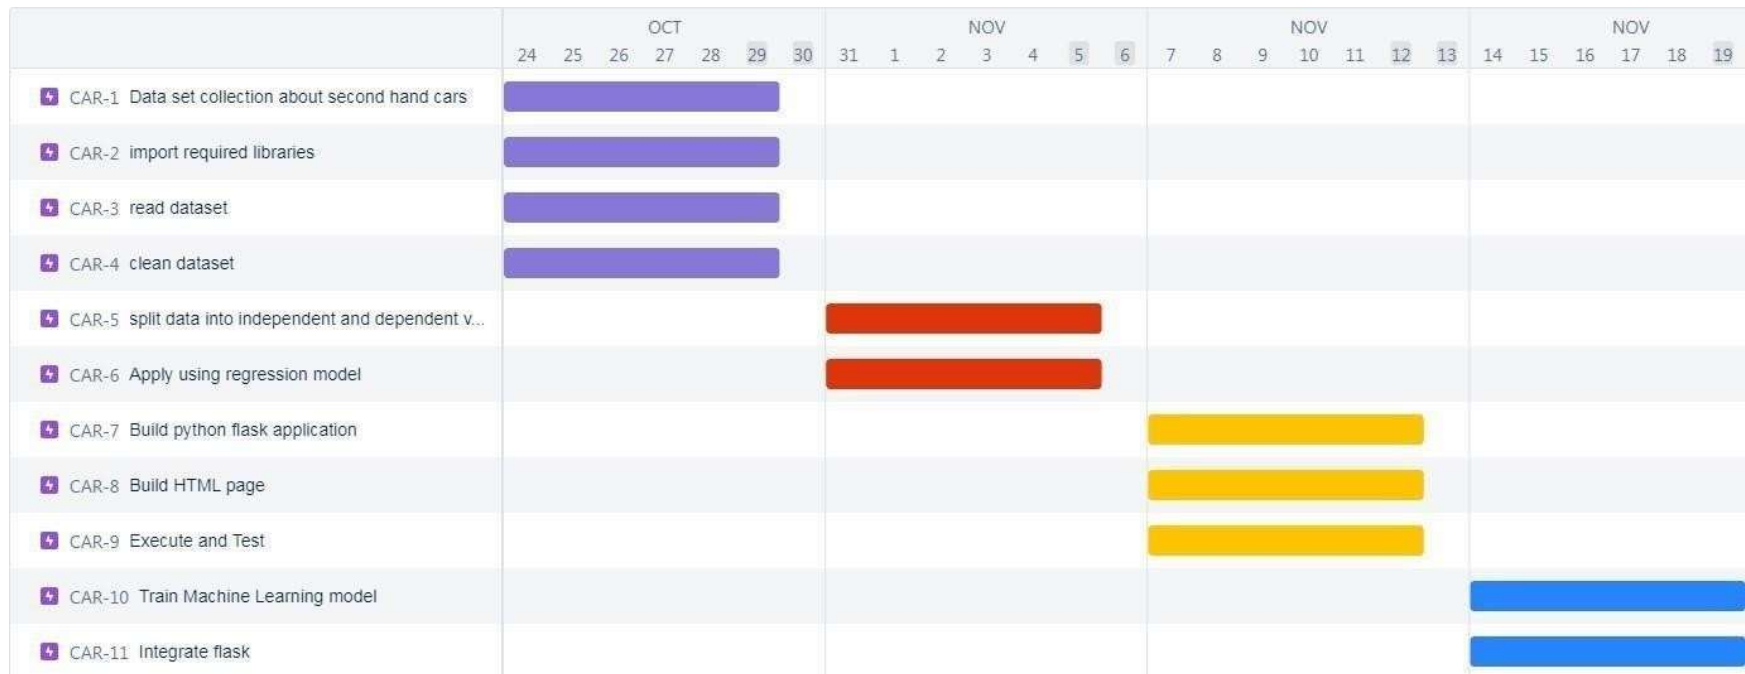 OCT NOV NOV NOV
24 25 26 27 28 29 30 31 1 2 3 4 5 6 7 8 9 10 11 12 13 14 15 16 17 18 19
CAR-1 Data set collection about second hand cars
CAR-2 import required libraries
CAR-3 read dataset
CAR-4 clean dataset
CAR-5 split data into independent and dependent v...
CAR-6 Apply using regression model
CAR-7 Build python flask application
CAR-8 Build HTML page
CAR-9 Execute and Test
CAR-10 Train Machine Learning model
CAR-11 Integrate flask